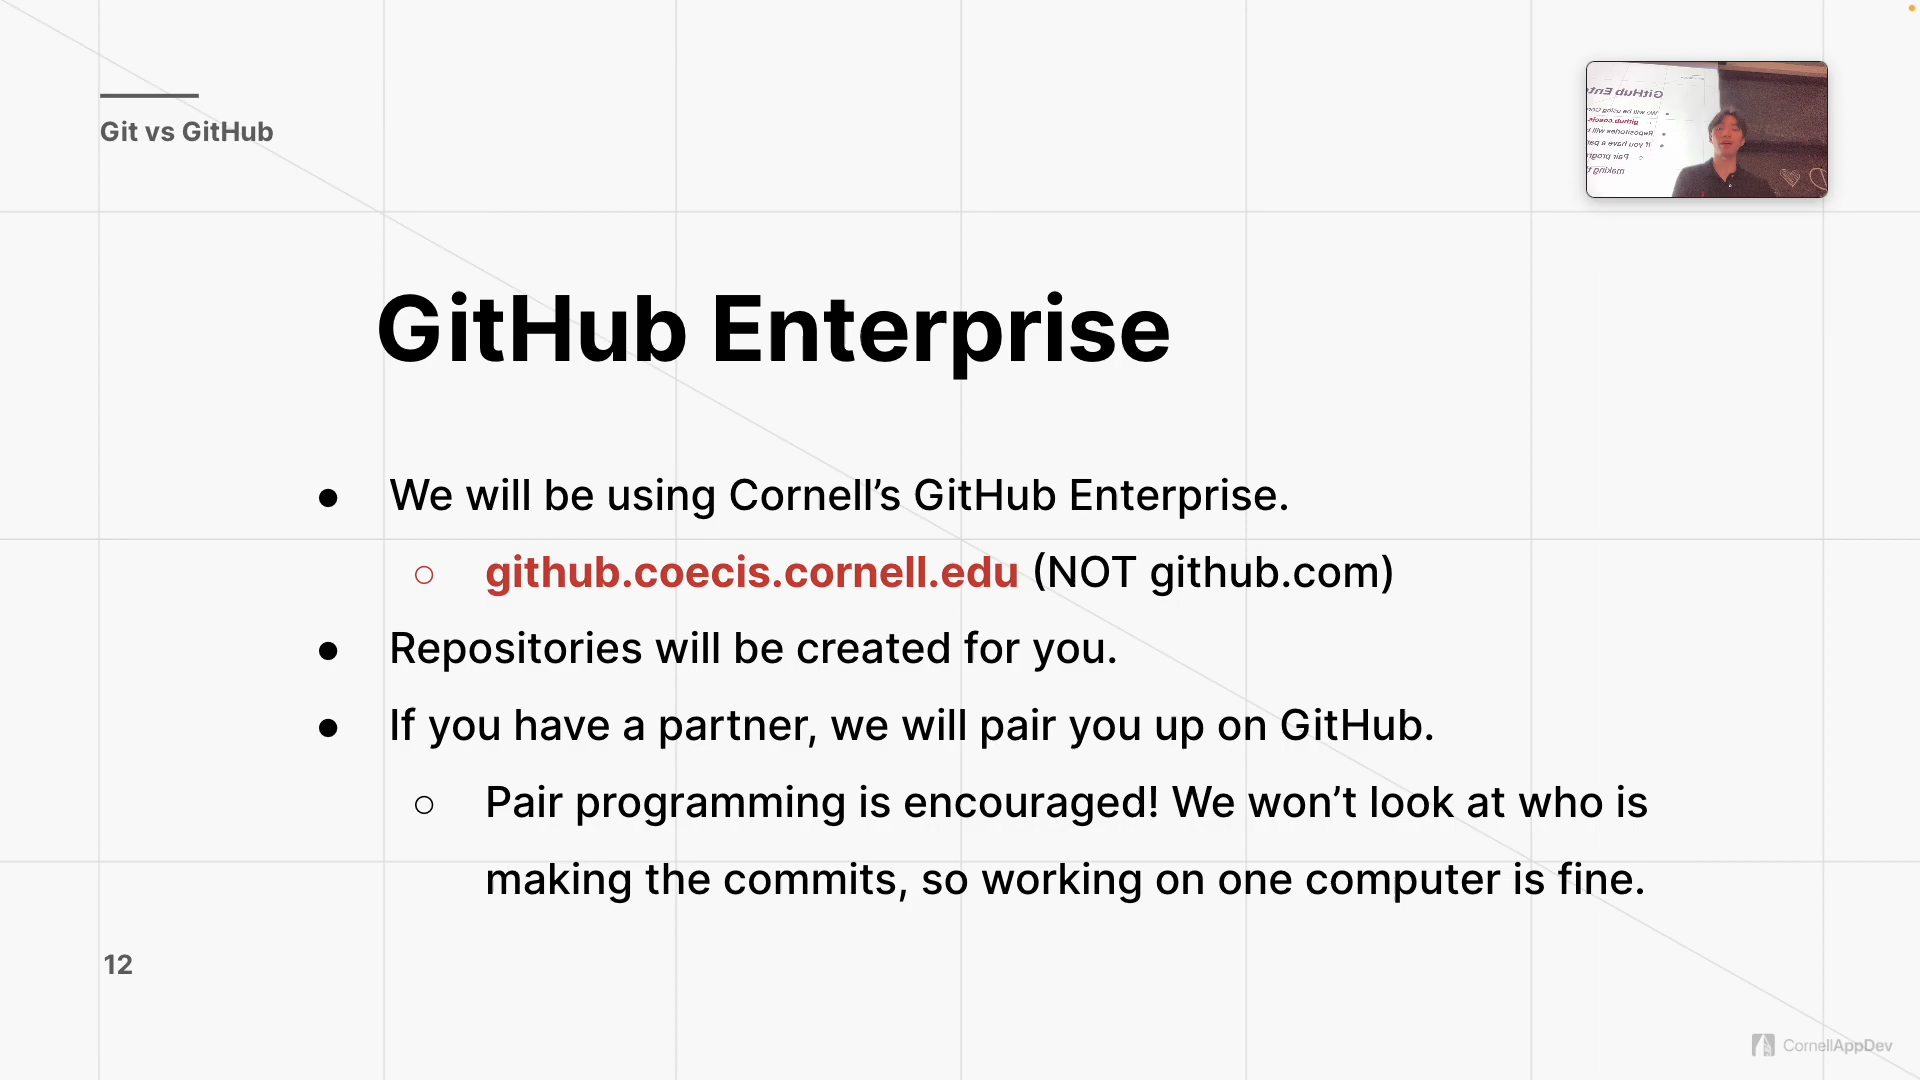 Git vs GitHub
GitHub Enterprise
● We will be using Cornell’s GitHub Enterprise.
○ github.coecis.cornell.edu (NOT github.com)
● Repositories will be created for you.
● If you have a partner, we will pair you up on GitHub.
○ Pair programming is encouraged! We won’t look at who is
making the commits, so working on one computer is fine.
12
CornellAppDev